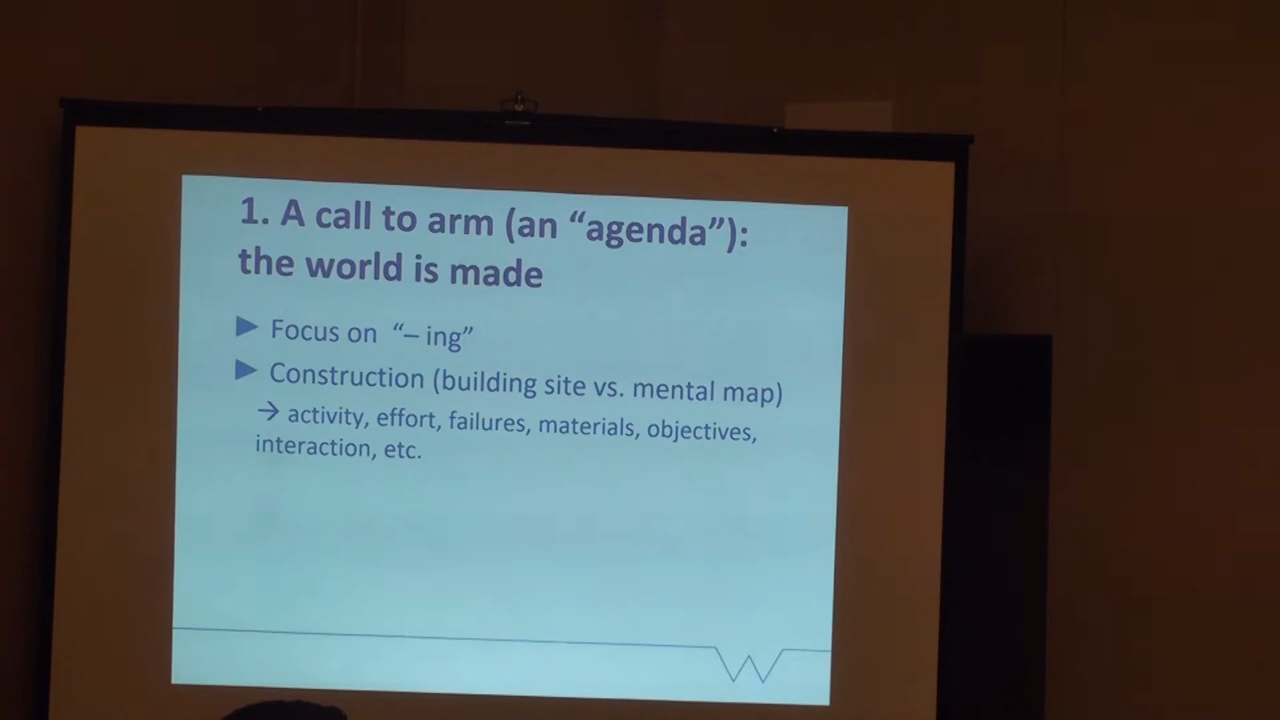 1. A call to arm (an “agenda”):
the world is made
► Focus on “– ing”
► Construction (building site vs. mental map)
→ activity, effort, failures, materials, objectives,
interaction, etc.